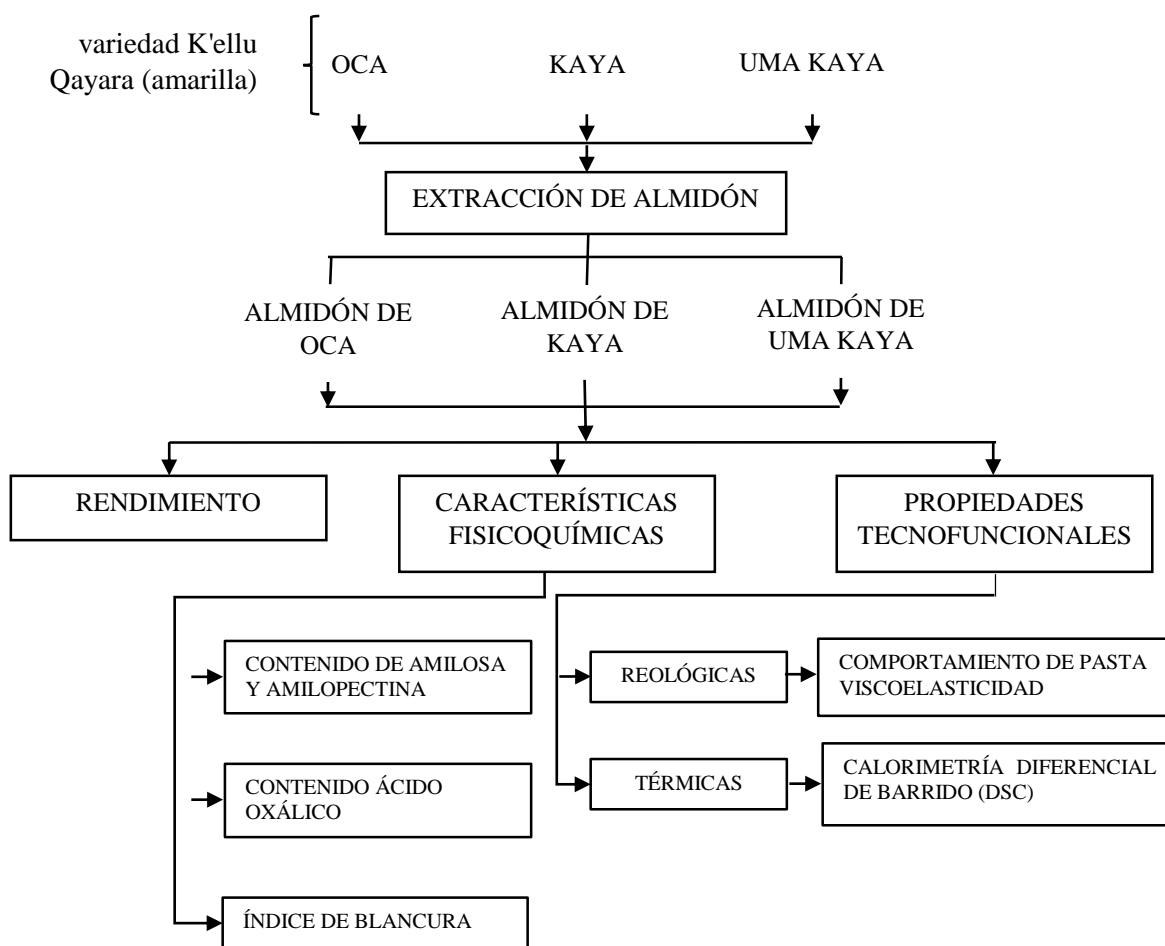 variedad K'ellu
Qayara (amarilla)
OCA
KAYA
UMA KAYA
EXTRACCIÓN DE ALMIDÓN
ALMIDÓN DE
OCA
ALMIDÓN DE
KAYA
ALMIDÓN DE
UMA KAYA
RENDIMIENTO
CARACTERÍSTICAS
FISICOQUÍMICAS
PROPIEDADES
TECNOFUNCIONALES
CONTENIDO DE AMILOSA
Y AMILOPECTINA
REOLÓGICAS
COMPORTAMIENTO DE PASTA
VISCOELASTICIDAD
CONTENIDO ÁCIDO
OXÁLICO
TÉRMICAS
CALORIMETRÍA DIFERENCIAL
DE BARRIDO (DSC)
ÍNDICE DE BLANCURA